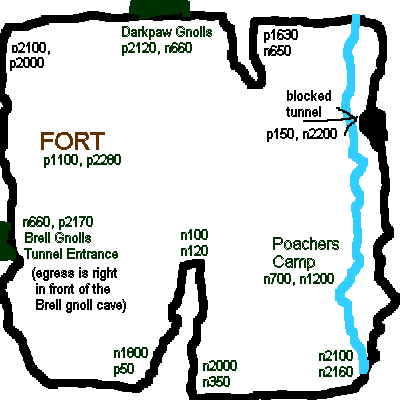 Darkpaw Gnolls
p2120, n660
p1630
n650
n2100,
p2000
blocked
tunnel
p150, n2200
FORT
p1100, p2280
n660, p2170
Brell Gnolls
Tunnel Entrance
(egress is right
in front of the
Brell gnoll cave)
n100
n120
Poachers
Camp
n700, n1200
n1800
p50
n2000
n350
n2100
n2160